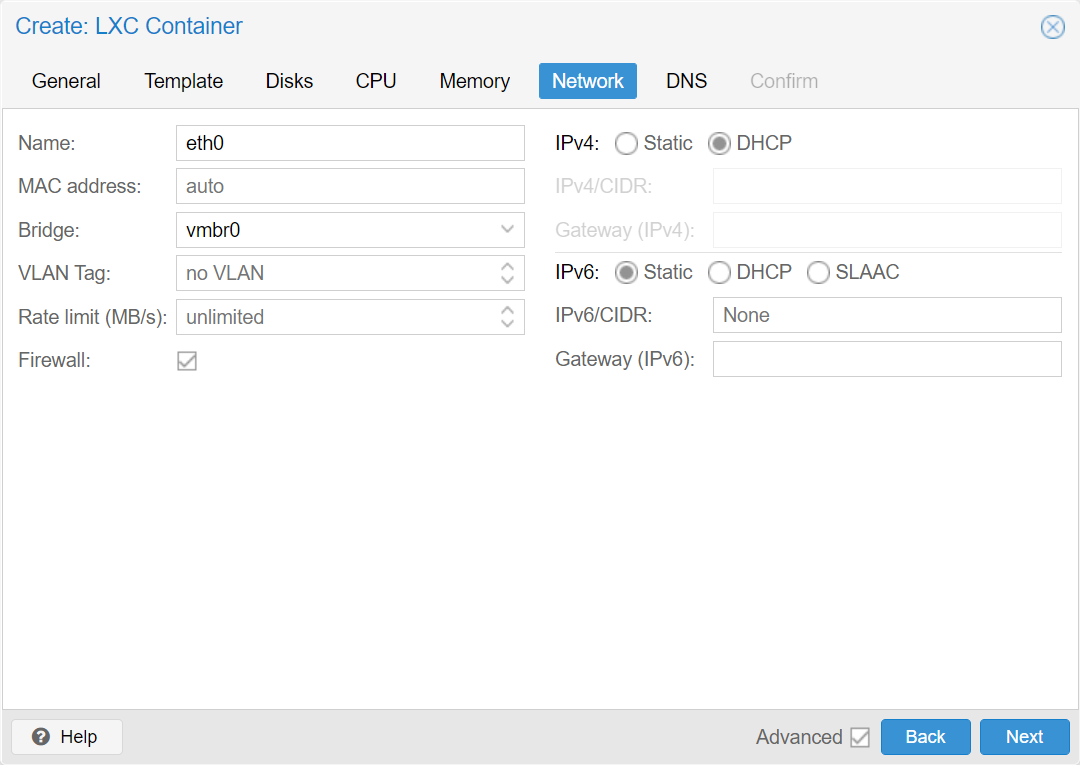 Create: LXC Container
General Template Disks CPU Memory Network DNS Confirm
Name: eth0
MAC address: auto
Bridge: vmbr0
VLAN Tag: no VLAN
Rate limit (MB/s): unlimited
Firewall:
IPv4: Static DHCP
IPv4/CIDR:
Gateway (IPv4):
IPv6: Static DHCP SLAAC
IPv6/CIDR: None
Gateway (IPv6):
Help Advanced Back Next